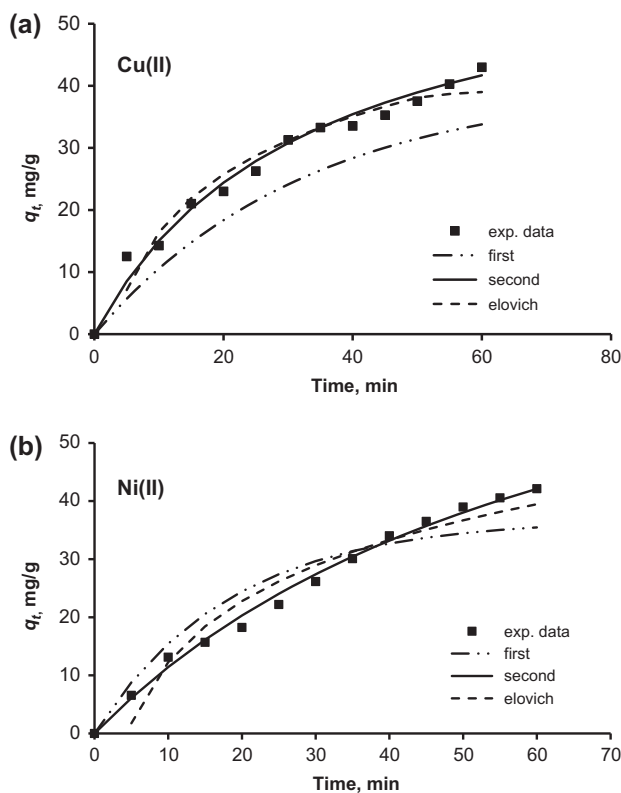 (a)
50
Cu(II)
40
30
20
10
0
qt, mg/g
exp. data
first
second
elovich
0 20 40 60 80
Time, min
(b)
50
Ni(II)
40
30
20
10
0
qt, mg/g
exp. data
first
second
elovich
0 10 20 30 40 50 60 70
Time, min